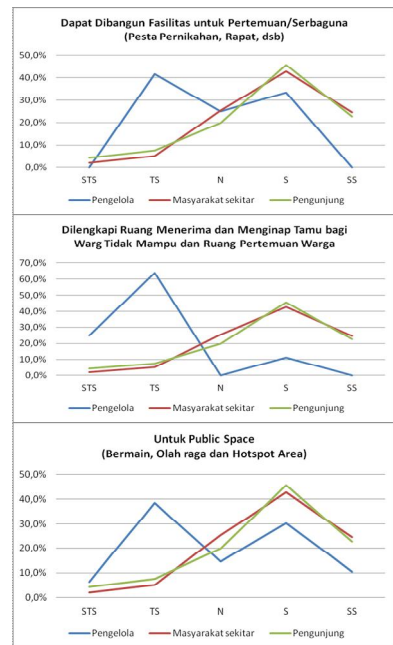 Dapat Dibangun Fasilitas untuk Pertemuan/Serbaguna
(Pesta Pernikahan, Rapat, dsb)
50,0%
40,0%
30,0%
20,0%
10,0%
0,0%
STS TS N S SS
Pengelola Masyarakat sekitar Pengunjung
Dilengkapi Ruang Menerima dan Menginap Tamu bagi
Warg Tidak Mampu dan Ruang Pertemuan Warga
70,0%
60,0%
50,0%
40,0%
30,0%
20,0%
10,0%
0,0%
STS TS N S SS
Pengelola Masyarakat sekitar Pengunjung
Untuk Public Space
(Bermain, Olah raga dan Hotspot Area)
50,0%
40,0%
30,0%
20,0%
10,0%
0,0%
STS TS N S SS
Pengelola Masyarakat sekitar Pengunjung